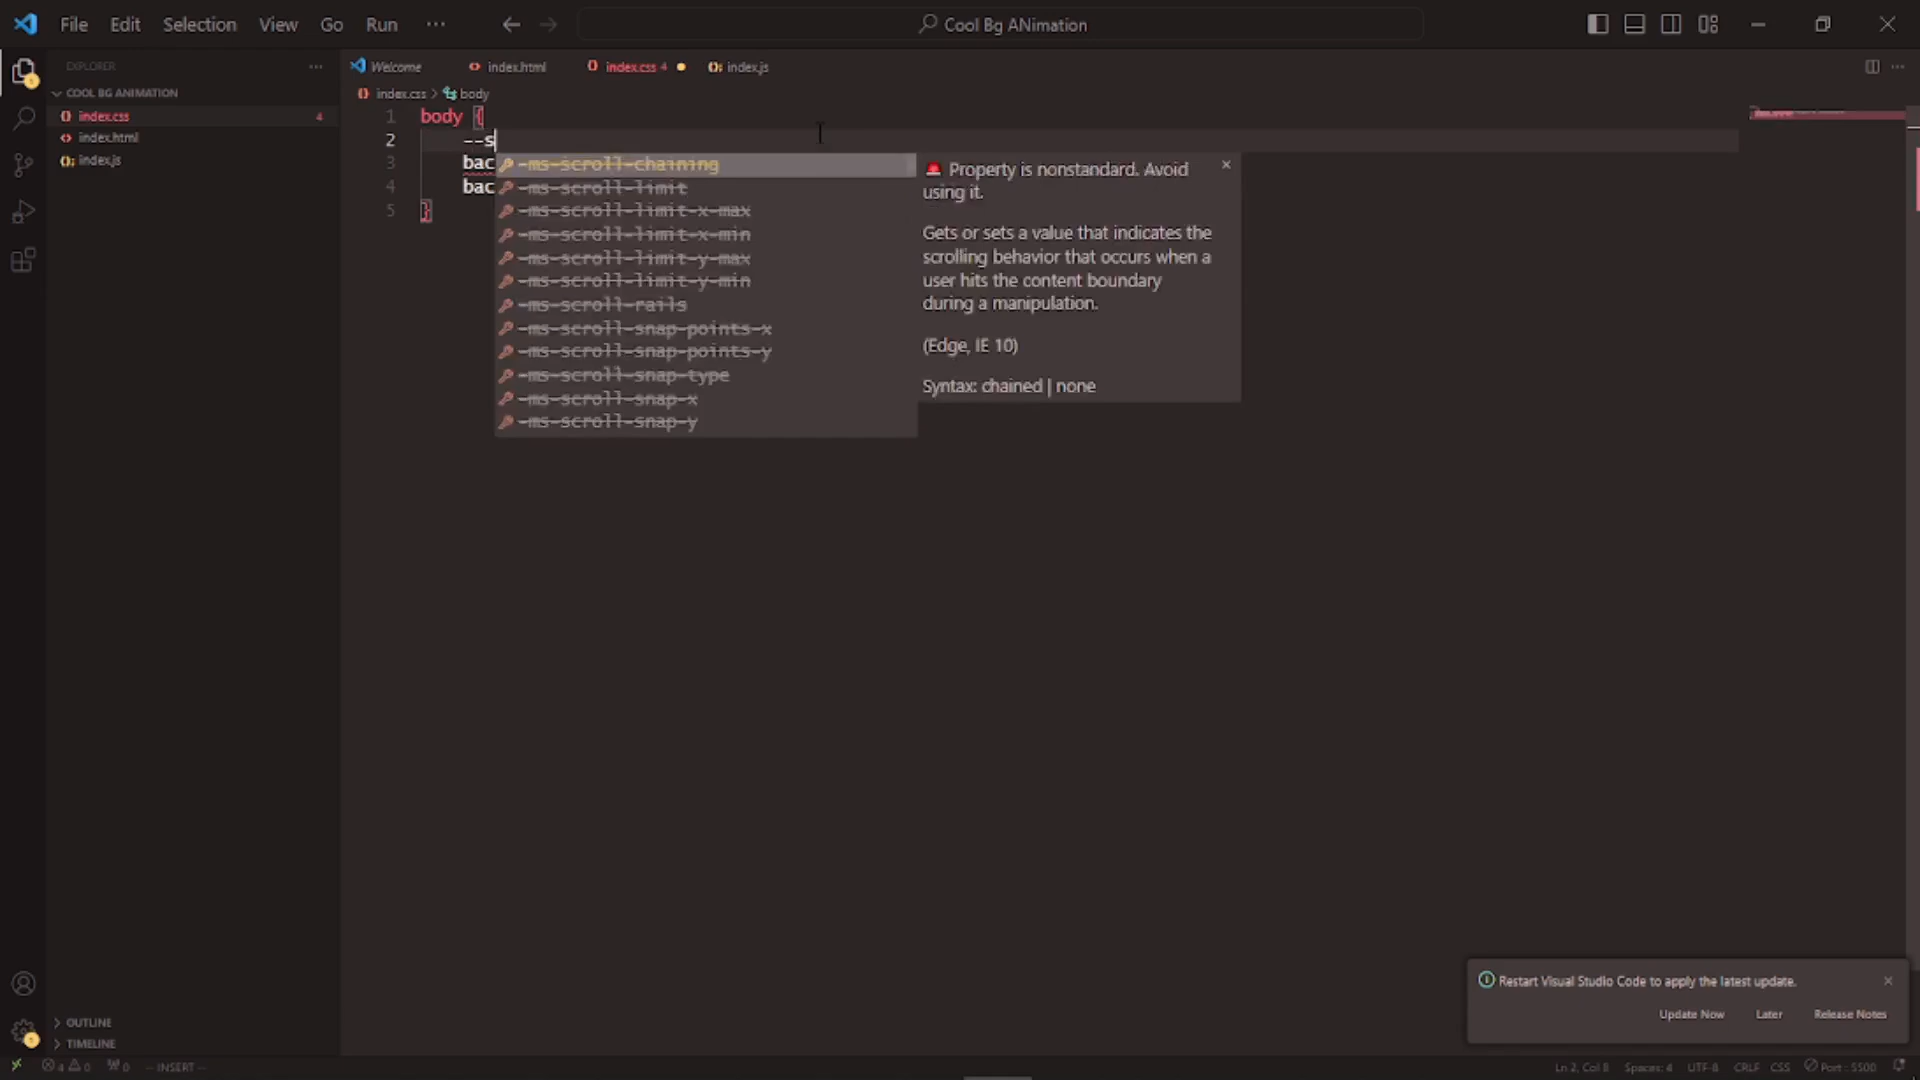 File Edit Selection View Go Run ··· Cool Bg ANimation
EXPLORER ···
COOL BG ANIMATION
index.css 4
index.html
index.js
Welcome index.html index.css 4 index.js
index.css > body
1 body {
2 --s
3 bac
4 bac
5 }
-ms-scroll-chaining
-ms-scroll-limit
-ms-scroll-limit-x-max
-ms-scroll-limit-x-min
-ms-scroll-limit-y-max
-ms-scroll-limit-y-min
-ms-scroll-rails
-ms-scroll-snap-points-x
-ms-scroll-snap-points-y
-ms-scroll-snap-type
-ms-scroll-snap-x
-ms-scroll-snap-y
Property is nonstandard. Avoid
using it.
Gets or sets a value that indicates the
scrolling behavior that occurs when a
user hits the content boundary
during a manipulation.
(Edge, IE 10)
Syntax: chained | none
Restart Visual Studio Code to apply the latest update.
Update Now Later Release Notes
OUTLINE
TIMELINE
4 0 0 -- INSERT -- Ln 2, Col 8 Spaces: 4 UTF-8 CRLF CSS Port : 5500